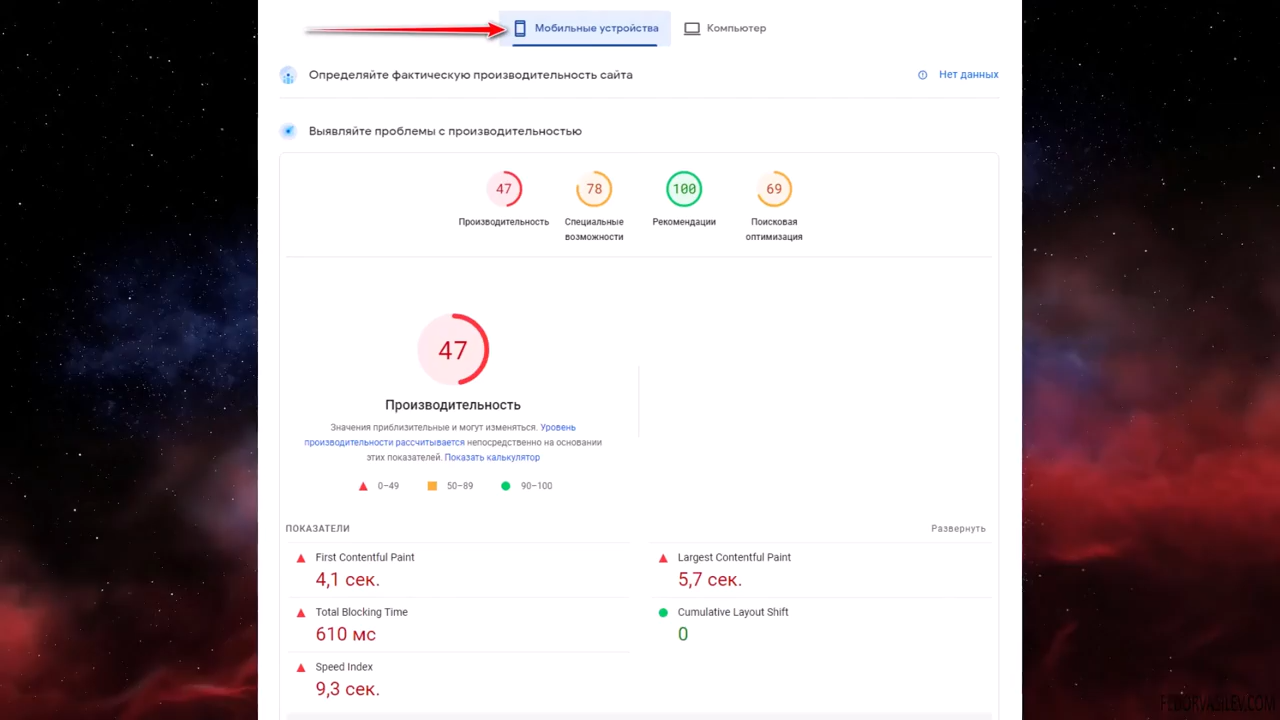 Мобильные устройства
Компьютер
Определяйте фактическую производительность сайта
Нет данных
Выявляйте проблемы с производительностью
47
78
100
69
Производительность
Специальные возможности
Рекомендации
Поисковая оптимизация
47
Производительность
Значения приблизительные и могут изменяться. Уровень
производительности рассчитывается непосредственно на основании
этих показателей. Показать калькулятор
0–49
50–89
90–100
ПОКАЗАТЕЛИ
Развернуть
First Contentful Paint
4,1 сек.
Largest Contentful Paint
5,7 сек.
Total Blocking Time
610 мс
Cumulative Layout Shift
0
Speed Index
9,3 сек.
FEDORVASILEV.COM